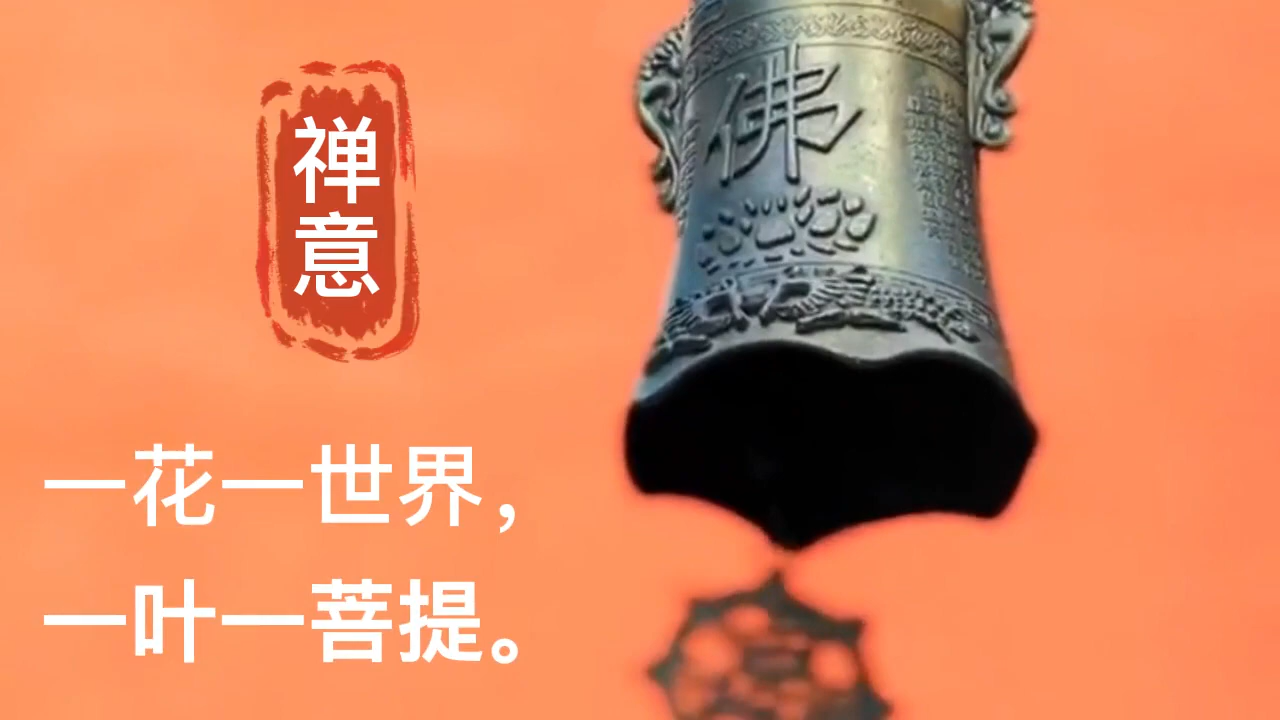 禅意
佛
一花一世界，
一叶一菩提。